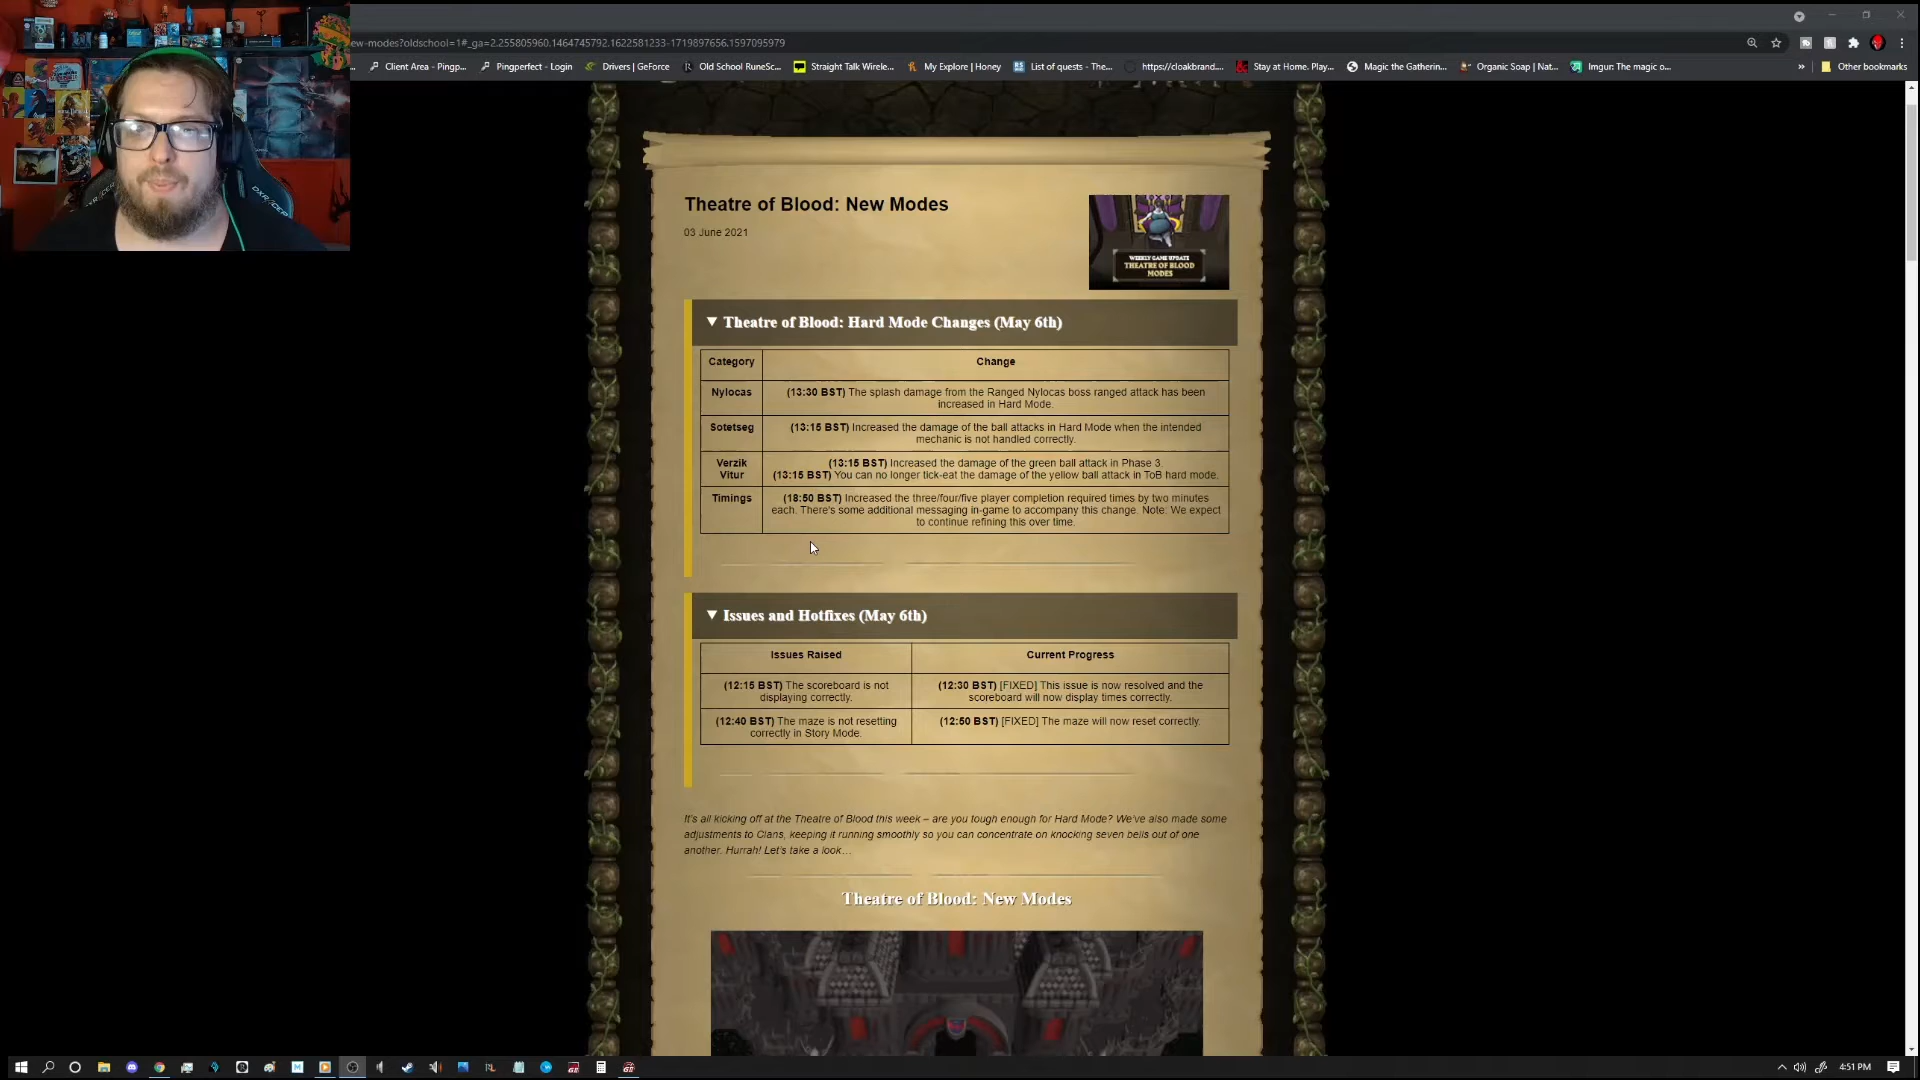 ew-modes?oldschool=1#_ga=2.255805960.1464745792.1622581233-1719897656.1597095979
Client Area - Pingp...
Pingperfect - Login
Drivers | GeForce
Old School RuneSc...
Straight Talk Wirele...
My Explore | Honey
List of quests - The...
https://cloakbrand....
Stay at Home. Play...
Magic the Gatherin...
Organic Soap | Nat...
Imgur: The magic o...
»
Other bookmarks
DXRACER
Theatre of Blood: New Modes
03 June 2021
WEEKLY GAME UPDATE
THEATRE OF BLOOD
MODES
Theatre of Blood: Hard Mode Changes (May 6th)
Category Change
Nylocas (13:30 BST) The splash damage from the Ranged Nylocas boss ranged attack has been
increased in Hard Mode.
Sotetseg (13:15 BST) Increased the damage of the ball attacks in Hard Mode when the intended
mechanic is not handled correctly.
Verzik (13:15 BST) Increased the damage of the green ball attack in Phase 3.
Vitur (13:15 BST) You can no longer tick-eat the damage of the yellow ball attack in ToB hard mode.
Timings (18:50 BST) Increased the three/four/five player completion required times by two minutes
each. There's some additional messaging in-game to accompany this change. Note: We expect
to continue refining this over time.
Issues and Hotfixes (May 6th)
Issues Raised Current Progress
(12:15 BST) The scoreboard is not (12:30 BST) [FIXED] This issue is now resolved and the
displaying correctly. scoreboard will now display times correctly.
(12:40 BST) The maze is not resetting (12:50 BST) [FIXED] The maze will now reset correctly.
correctly in Story Mode.
It's all kicking off at the Theatre of Blood this week – are you tough enough for Hard Mode? We've also made some
adjustments to Clans, keeping it running smoothly so you can concentrate on knocking seven bells out of one
another. Hurrah! Let's take a look...
Theatre of Blood: New Modes
4:51 PM